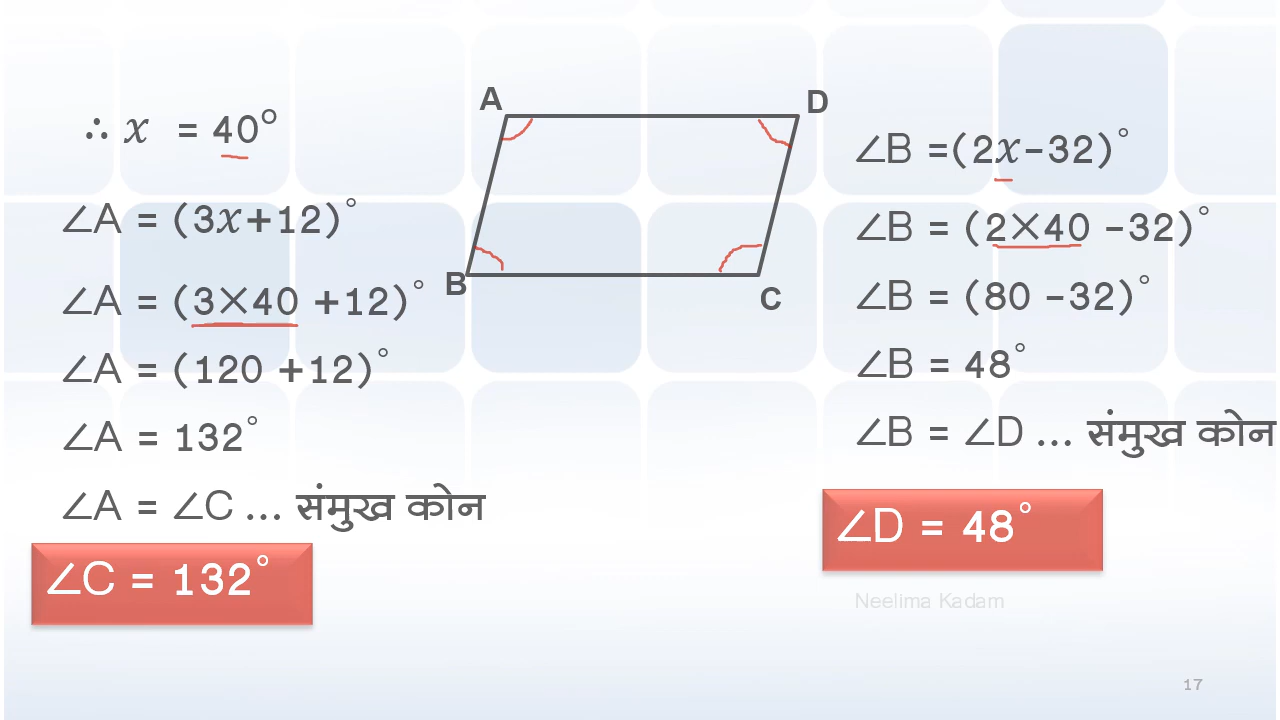 ∴ x = 40°
∠A = (3x+12)°
∠A = (3×40 +12)°
∠A = (120 +12)°
∠A = 132°
∠A = ∠C ... संमुख कोन
∠C = 132°
A
D
B
C
∠B =(2x-32)°
∠B = (2×40 -32)°
∠B = (80 -32)°
∠B = 48°
∠B = ∠D ... संमुख कोन
∠D = 48°
Neelima Kadam
17